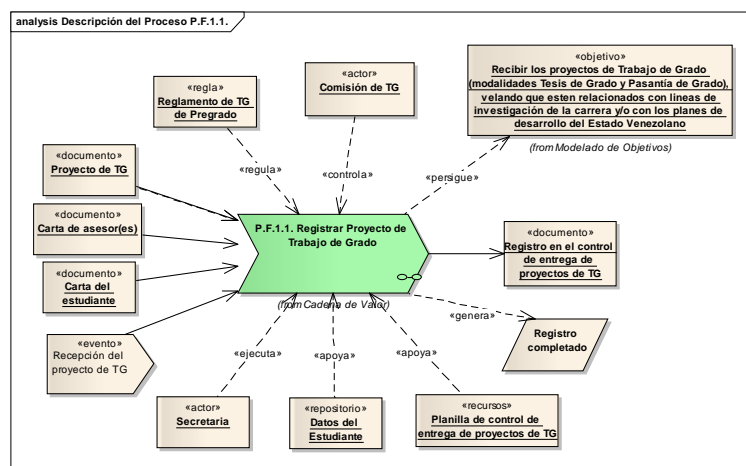 analysis Descripción del Proceso P.F.1.1.
«objetivo»
Recibir los proyectos de Trabajo de Grado
(modalidades Tesis de Grado y Pasantía de Grado),
velando que esten relacionados con lineas de
investigación de la carrera y/o con los planes de
desarrollo del Estado Venezolano
(from Modelado de Objetivos)
«regla»
Reglamento de TG
de Pregrado
«actor»
Comisión de TG
«regula»
«controla»
«persigue»
«documento»
Proyecto de TG
«documento»
Carta de asesor(es)
«documento»
Carta del
estudiante
«evento»
Recepción del
proyecto de TG
P.F.1.1. Registrar Proyecto de
Trabajo de Grado
(from Cadena de Valor)
«documento»
Registro en el control
de entrega de
proyectos de TG
«genera»
Registro
completado
«ejecuta»
«apoya»
«apoya»
«actor»
Secretaria
«repositorio»
Datos del
Estudiante
«recursos»
Planilla de control de
entrega de proyectos de TG